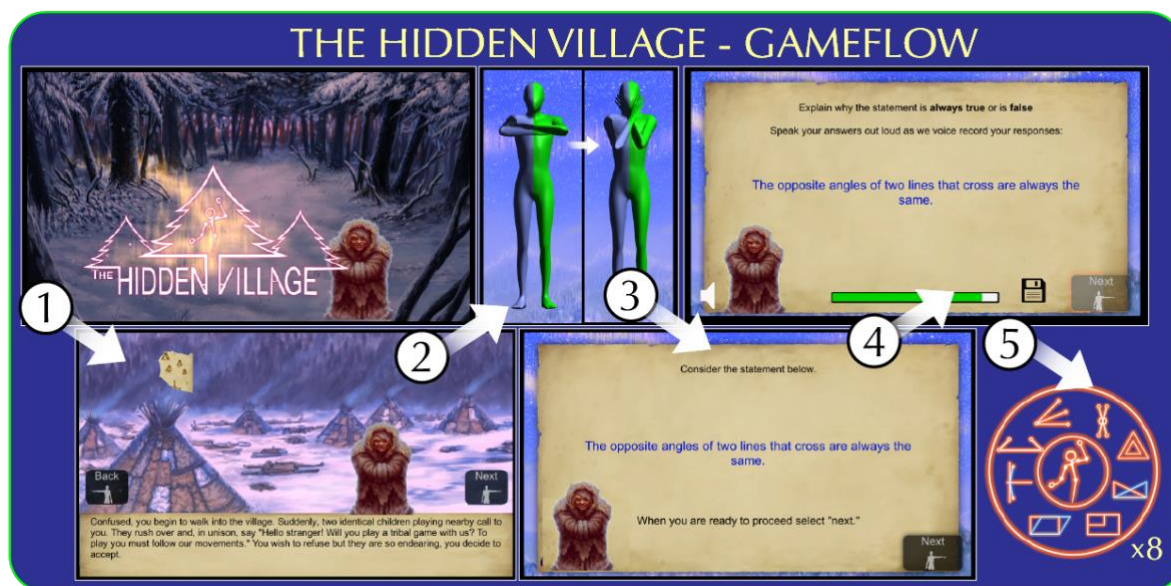 THE HIDDEN VILLAGE - GAMEFLOW
THE HIDDEN VILLAGE
1
Back
Next
Confused, you begin to walk into the village. Suddenly, two identical children playing nearby call to
you. They rush over and, in unison, say "Hello stranger! Will you play a tribal game with us? To
play you must follow our movements." You wish to refuse but they are so endearing, you decide to
accept.
2
3
Consider the statement below.
The opposite angles of two lines that cross are always the
same.
When you are ready to proceed select "next."
Next
Explain why the statement is always true or is false
Speak your answers out loud as we voice record your responses:
The opposite angles of two lines that cross are always the
same.
Next
4
5
x8